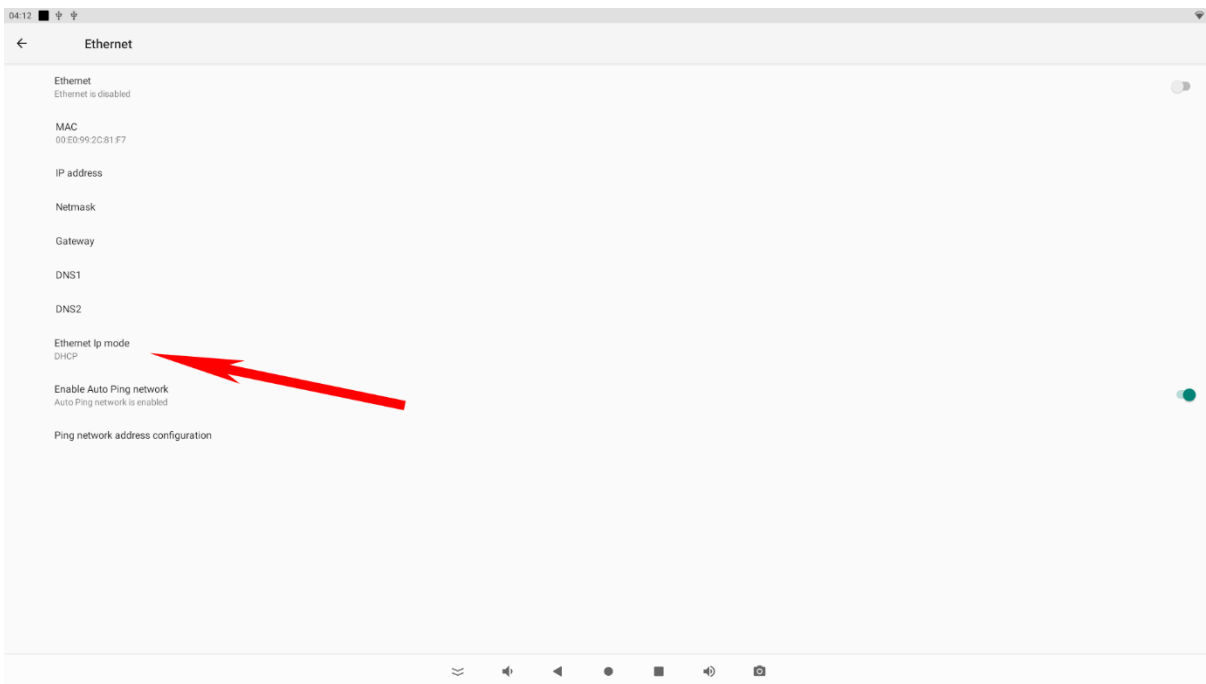 04:12
Ethernet
Ethernet
Ethernet is disabled
MAC
00:E0:99:2C:81:F7
IP address
Netmask
Gateway
DNS1
DNS2
Ethernet Ip mode
DHCP
Enable Auto Ping network
Auto Ping network is enabled
Ping network address configuration